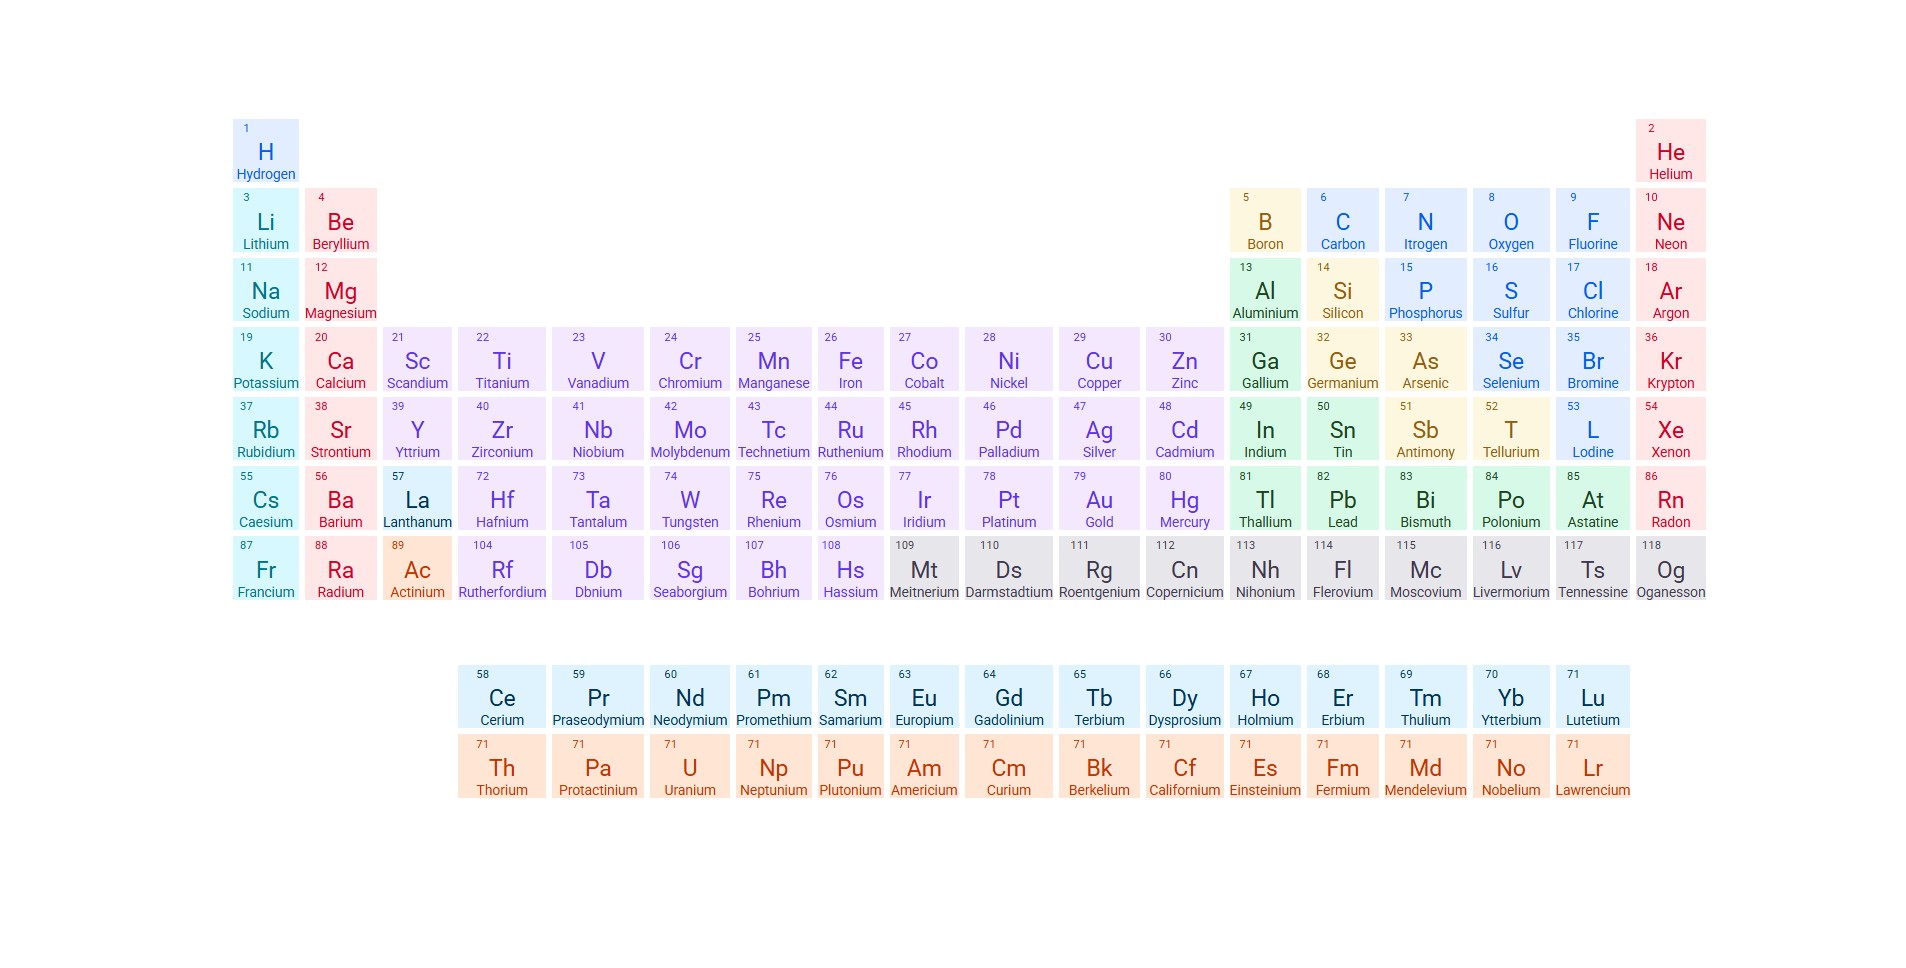 1 2
H He
Hydrogen Helium
3 4 5 6 7 8 9 10
Li Be B C N O F Ne
Lithium Beryllium Boron Carbon Itrogen Oxygen Fluorine Neon
11 12 13 14 15 16 17 18
Na Mg Al Si P S Cl Ar
Sodium Magnesium Aluminium Silicon Phosphorus Sulfur Chlorine Argon
19 20 21 22 23 24 25 26 27 28 29 30 31 32 33 34 35 36
K Ca Sc Ti V Cr Mn Fe Co Ni Cu Zn Ga Ge As Se Br Kr
Potassium Calcium Scandium Titanium Vanadium Chromium Manganese Iron Cobalt Nickel Copper Zinc Gallium Germanium Arsenic Selenium Bromine Krypton
37 38 39 40 41 42 43 44 45 46 47 48 49 50 51 52 53 54
Rb Sr Y Zr Nb Mo Tc Ru Rh Pd Ag Cd In Sn Sb T L Xe
Rubidium Strontium Yttrium Zirconium Niobium Molybdenum Technetium Ruthenium Rhodium Palladium Silver Cadmium Indium Tin Antimony Tellurium Lodine Xenon
55 56 57 72 73 74 75 76 77 78 79 80 81 82 83 84 85 86
Cs Ba La Hf Ta W Re Os Ir Pt Au Hg Tl Pb Bi Po At Rn
Caesium Barium Lanthanum Hafnium Tantalum Tungsten Rhenium Osmium Iridium Platinum Gold Mercury Thallium Lead Bismuth Polonium Astatine Radon
87 88 89 104 105 106 107 108 109 110 111 112 113 114 115 116 117 118
Fr Ra Ac Rf Db Sg Bh Hs Mt Ds Rg Cn Nh Fl Mc Lv Ts Og
Francium Radium Actinium Rutherfordium Dbnium Seaborgium Bohrium Hassium Meitnerium Darmstadtium Roentgenium Copernicium Nihonium Flerovium Moscovium Livermorium Tennessine Oganesson
58 59 60 61 62 63 64 65 66 67 68 69 70 71
Ce Pr Nd Pm Sm Eu Gd Tb Dy Ho Er Tm Yb Lu
Cerium Praseodymium Neodymium Promethium Samarium Europium Gadolinium Terbium Dysprosium Holmium Erbium Thulium Ytterbium Lutetium
71 71 71 71 71 71 71 71 71 71 71 71 71 71
Th Pa U Np Pu Am Cm Bk Cf Es Fm Md No Lr
Thorium Protactinium Uranium Neptunium Plutonium Americium Curium Berkelium Californium Einsteinium Fermium Mendelevium Nobelium Lawrencium